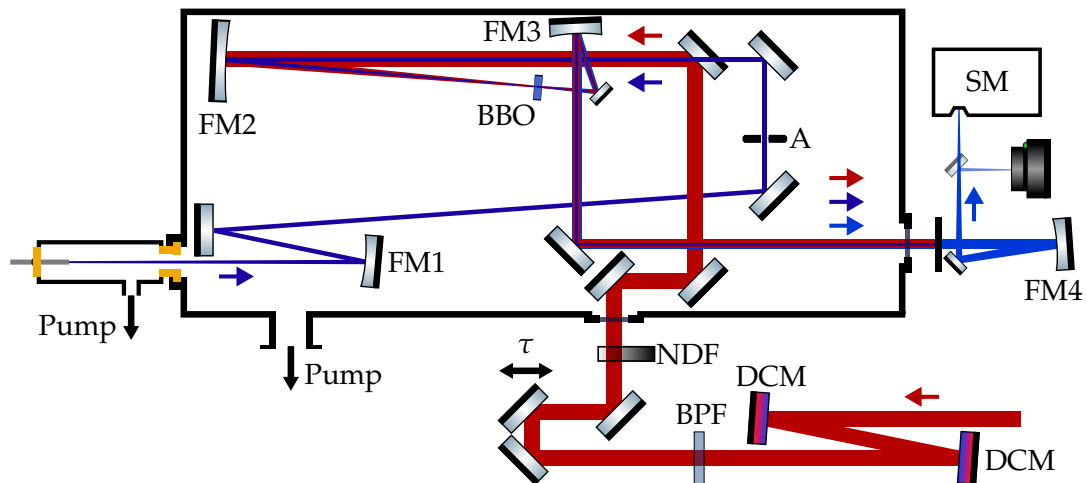 FM3
SM
FM2
BBO
A
FM1
FM4
Pump
Pump
τ
NDF
DCM
BPF
DCM